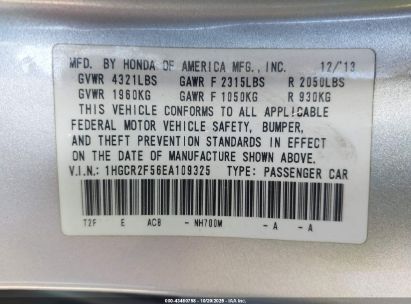 MFD. BY HONDA OF AMERICA MFG., INC. 12/13
GVWR 4321LBS GAWR F 2315LBS R 2050LBS
GVWR 1960KG GAWR F 1050KG R 930KG
THIS VEHICLE CONFORMS TO ALL APPLICABLE
FEDERAL MOTOR VEHICLE SAFETY, BUMPER,
AND THEFT PREVENTION STANDARDS IN EFFECT
ON THE DATE OF MANUFACTURE SHOWN ABOVE.
V.I.N.: 1HGCR2F56EA109325 TYPE: PASSENGER CAR
T2F E ACB - NH700M - A - A